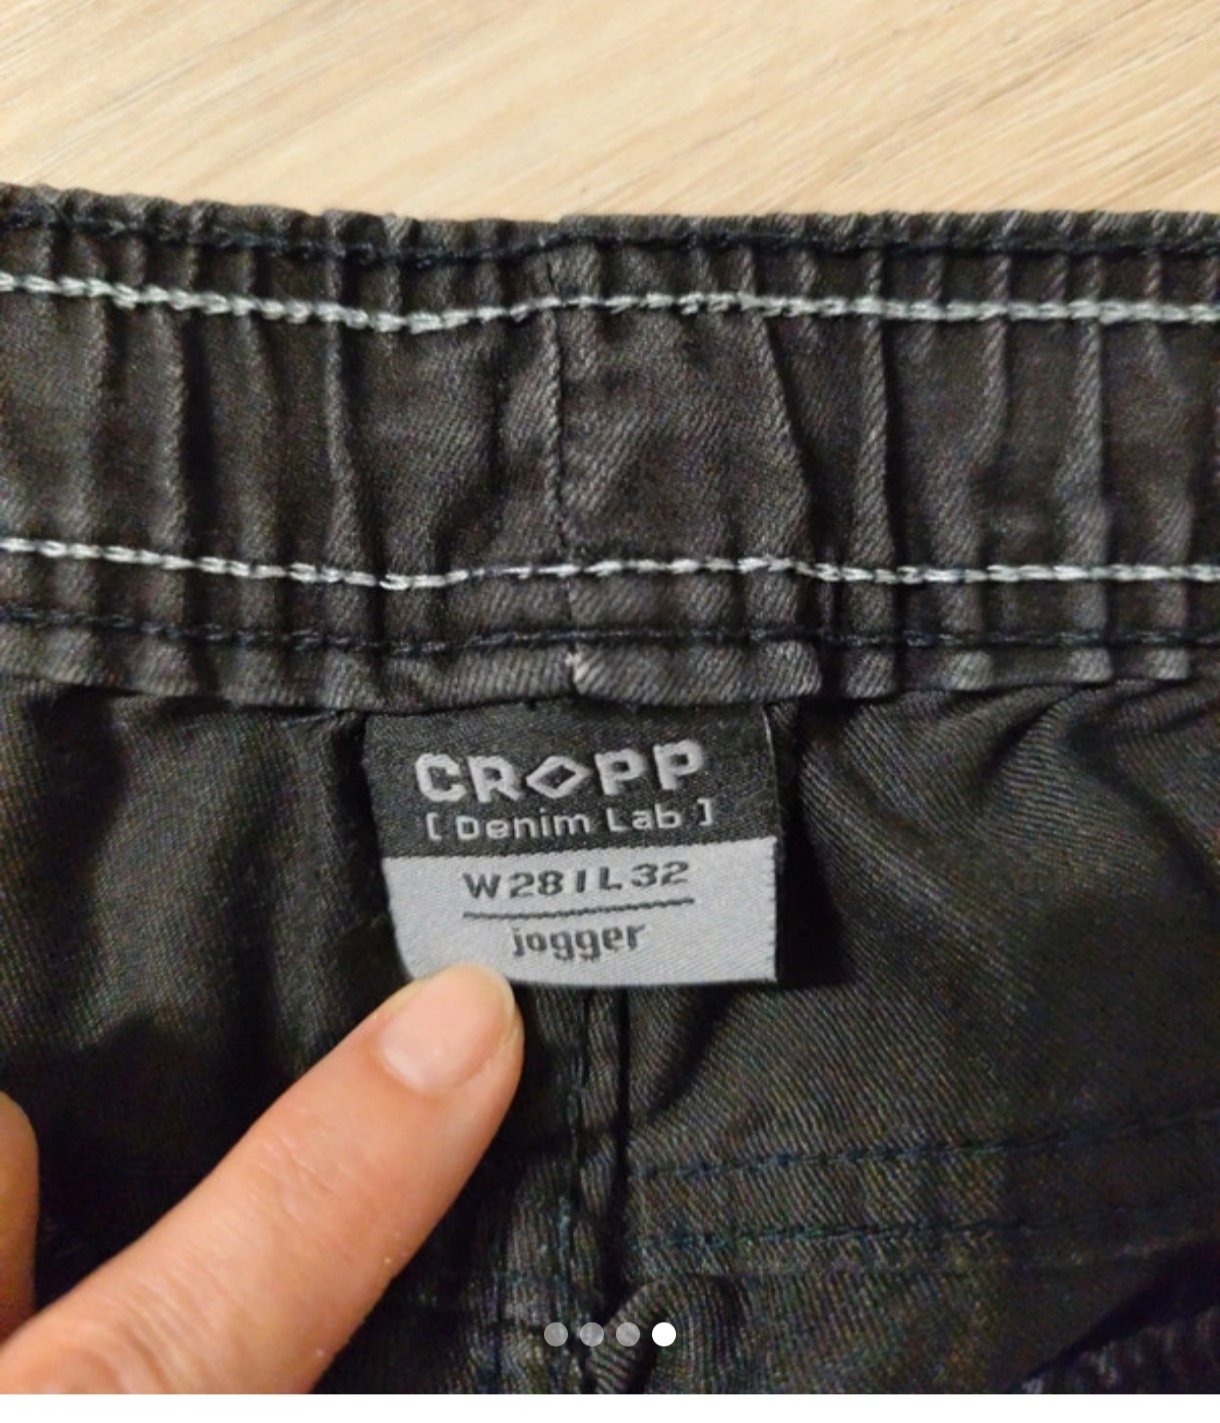 CROPP
[ Denim Lab ]
W28/L32
jogger